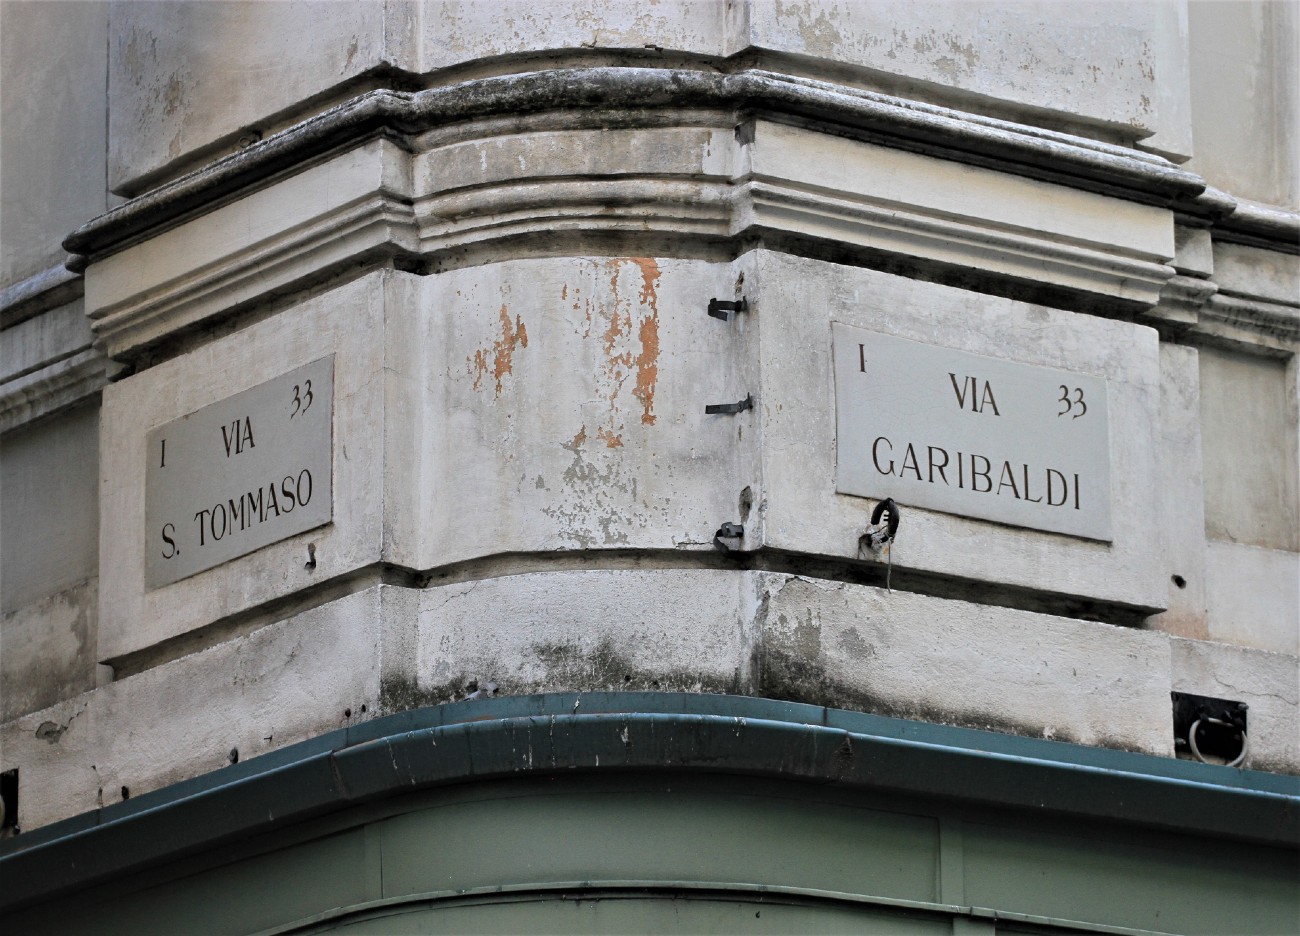 I VIA 33
S. TOMMASO
I VIA 33
GARIBALDI